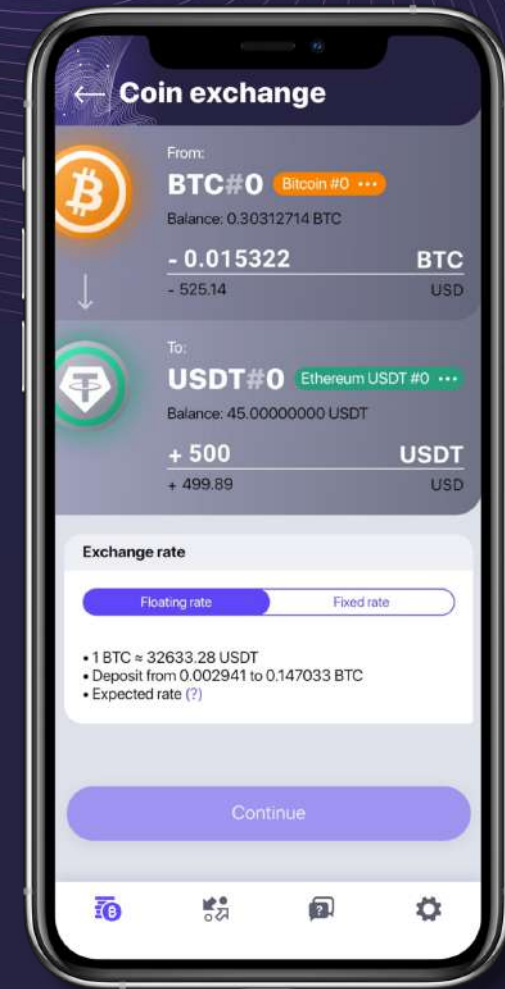 Coin exchange
From:
BTC#0 Bitcoin #0 •••
Balance: 0.30312714 BTC
- 0.015322 BTC
- 525.14 USD
To:
USDT#0 Ethereum USDT #0 •••
Balance: 45.00000000 USDT
+ 500 USDT
+ 499.89 USD
Exchange rate
Floating rate Fixed rate
• 1 BTC ≈ 32633.28 USDT
• Deposit from 0.002941 to 0.147033 BTC
• Expected rate (?)
Continue